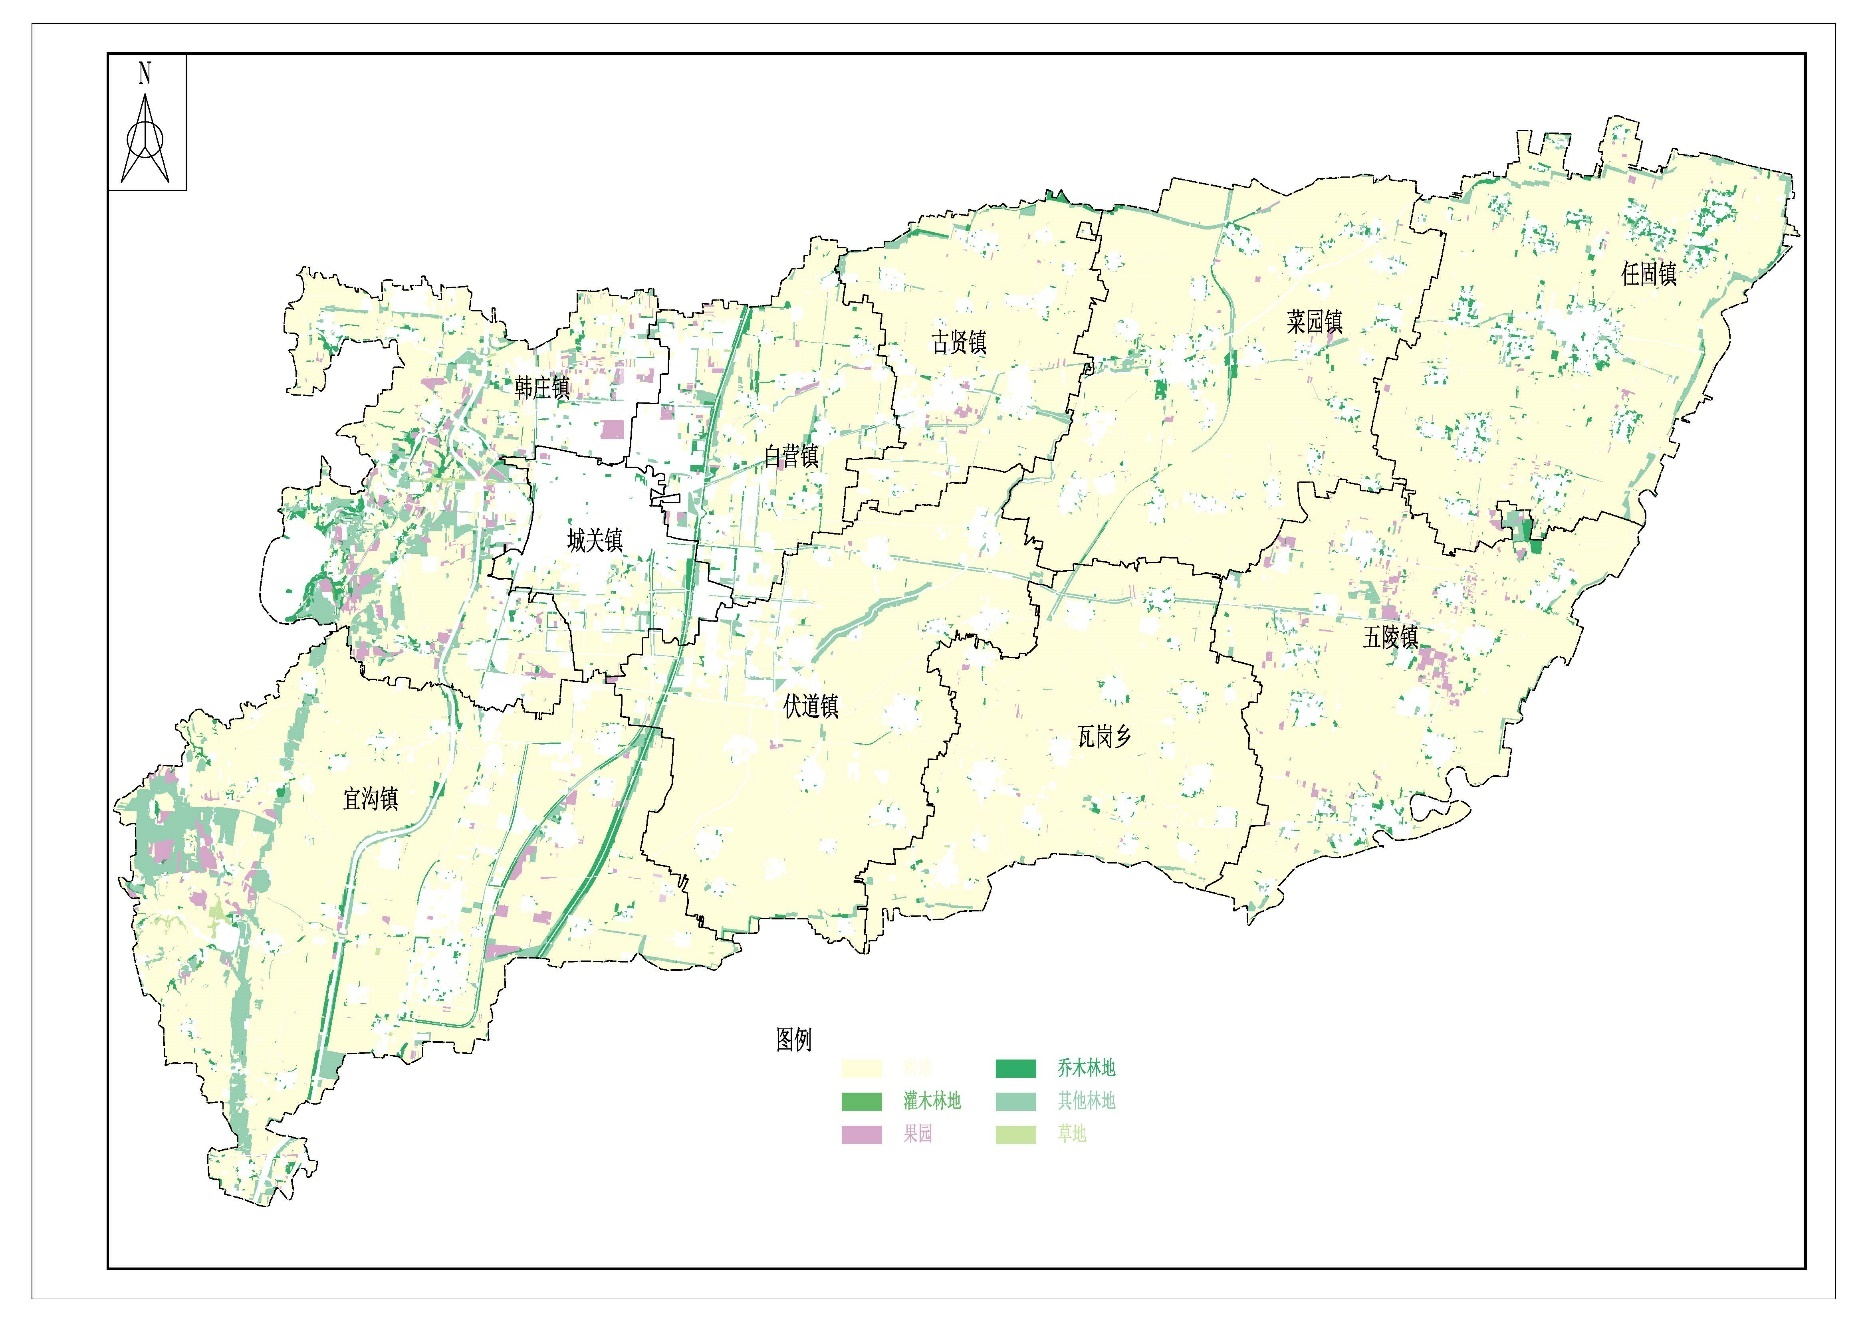 N
任固镇
菜园镇
古贤镇
韩庄镇
白营镇
城关镇
五陵镇
伏道镇
瓦岗乡
宜沟镇
图例
乔木林地
灌木林地 其他林地
果园 草地